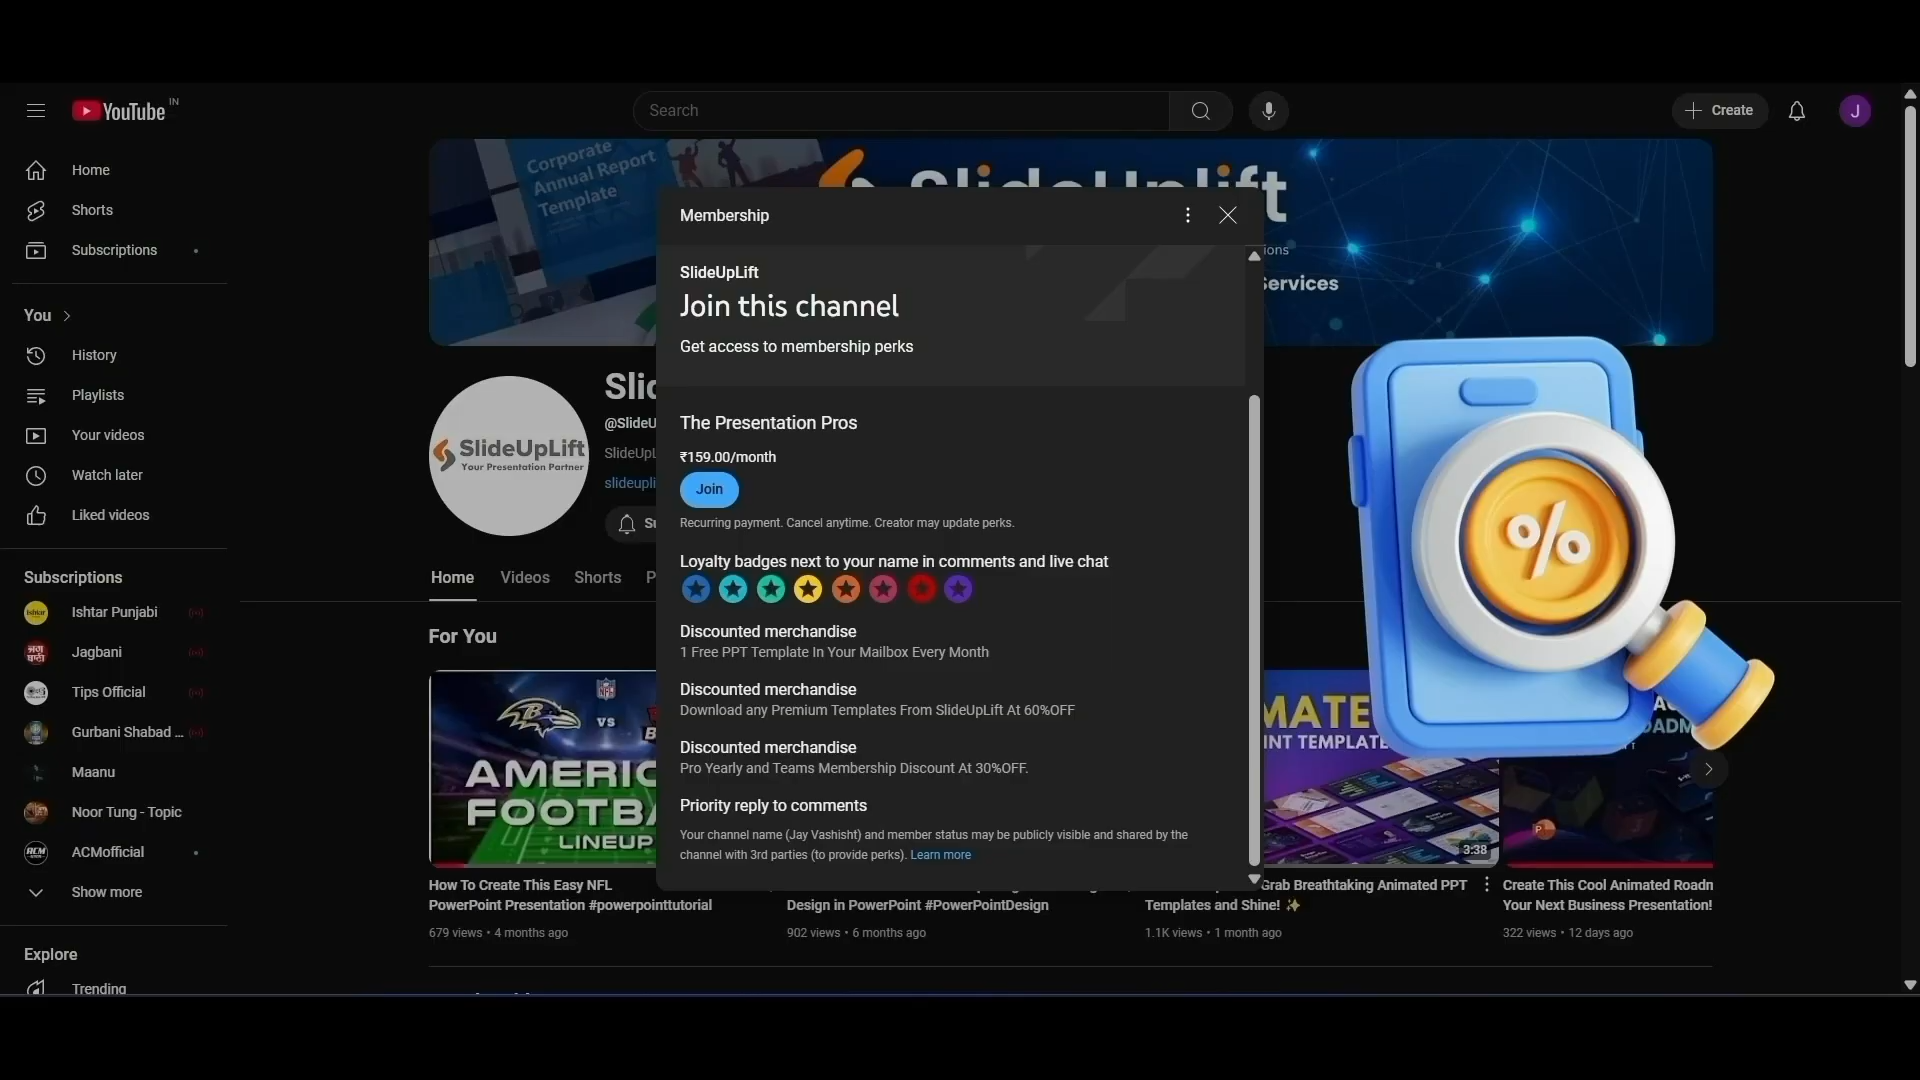 YouTube IN
Search
Create
J
Home
Shorts
Subscriptions
You
History
Playlists
Your videos
Watch later
Liked videos
Subscriptions
Ishtar Punjabi
Jagbani
Tips Official
Gurbani Shabad ...
Maanu
Noor Tung - Topic
ACMofficial
Show more
Explore
Trending
Corporate
Annual Report
Template
SlideUplift
ions
Services
SlideUpLift
Your Presentation Partner
Slid
@SlideU
SlideUpL
slideupli
Su
Home
Videos
Shorts
P
For You
Membership
SlideUpLift
Join this channel
Get access to membership perks
The Presentation Pros
₹159.00/month
Join
Recurring payment. Cancel anytime. Creator may update perks.
Loyalty badges next to your name in comments and live chat
Discounted merchandise
1 Free PPT Template In Your Mailbox Every Month
Discounted merchandise
Download any Premium Templates From SlideUpLift At 60%OFF
Discounted merchandise
Pro Yearly and Teams Membership Discount At 30%OFF.
Priority reply to comments
Your channel name (Jay Vashisht) and member status may be publicly visible and shared by the
channel with 3rd parties (to provide perks). Learn more
%
NFL
VS
B
AMERIC
FOOTBA
LINEUP
MATE
INT TEMPLATE
3:38
How To Create This Easy NFL
PowerPoint Presentation #powerpointtutorial
679 views • 4 months ago
Design in PowerPoint #PowerPointDesign
902 views • 6 months ago
Grab Breathtaking Animated PPT
Templates and Shine! ✨
1.1K views • 1 month ago
Create This Cool Animated Roadn
Your Next Business Presentation!
322 views • 12 days ago